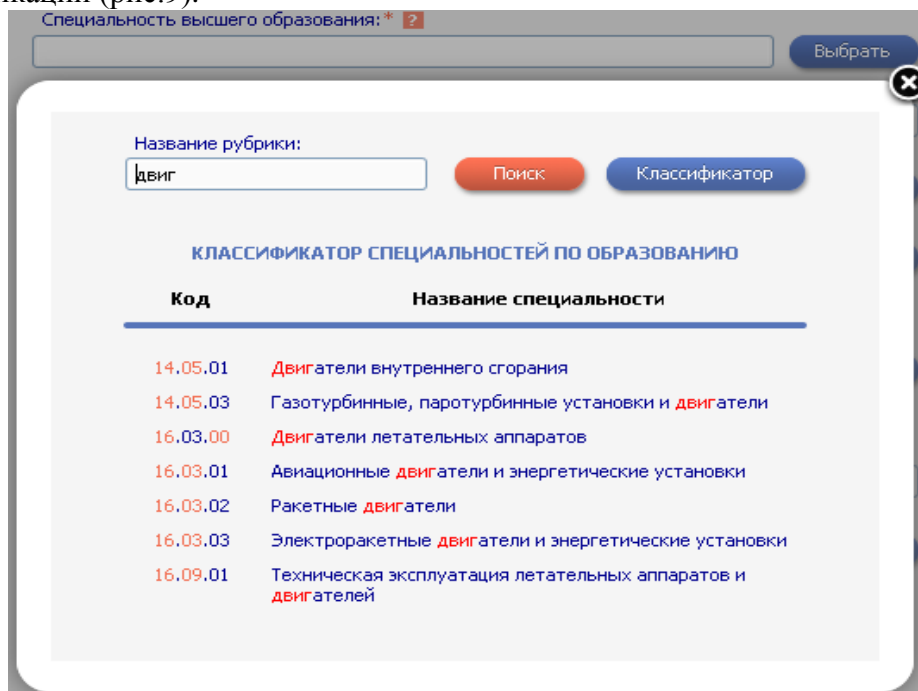 кации (рис.9).
Специальность высшего образования:* ?
Выбрать
Название рубрики:
двиг
Поиск
Классификатор
КЛАССИФИКАТОР СПЕЦИАЛЬНОСТЕЙ ПО ОБРАЗОВАНИЮ
Код Название специальности
14.05.01 Двигатели внутреннего сгорания
14.05.03 Газотурбинные, паротурбинные установки и двигатели
16.03.00 Двигатели летательных аппаратов
16.03.01 Авиационные двигатели и энергетические установки
16.03.02 Ракетные двигатели
16.03.03 Электроракетные двигатели и энергетические установки
16.09.01 Техническая эксплуатация летательных аппаратов и
двигателей